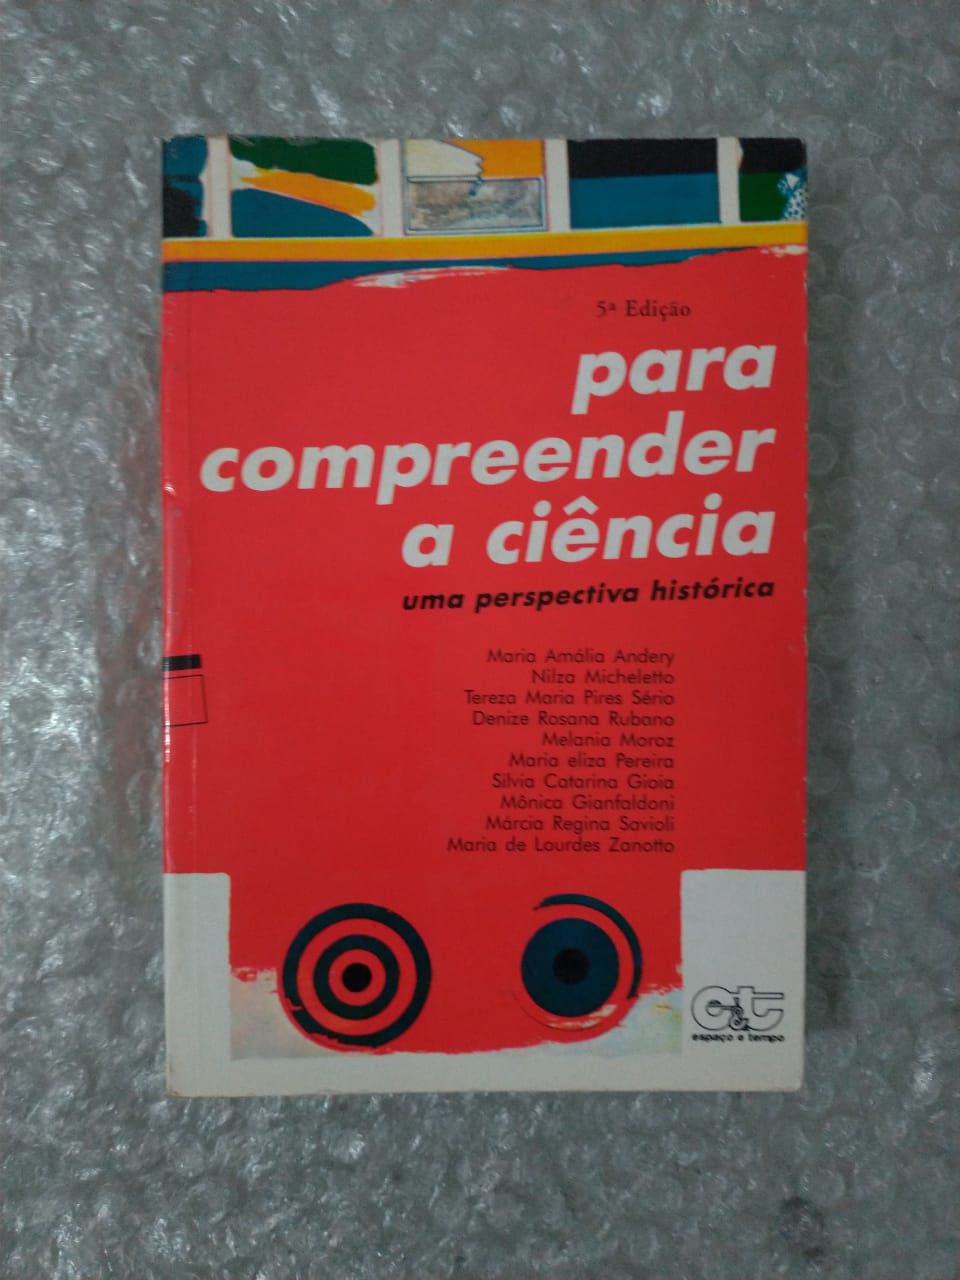 5ª Edição
para
compreender
a ciência
uma perspectiva histórica
Maria Amália Andery
Nilza Micheletto
Tereza Maria Pires Sério
Denize Rosana Rubano
Melania Moroz
Maria eliza Pereira
Silvia Catarina Gioia
Mônica Gianfaldoni
Márcia Regina Savioli
Maria de Lourdes Zanotto
e&t
espaço e tempo